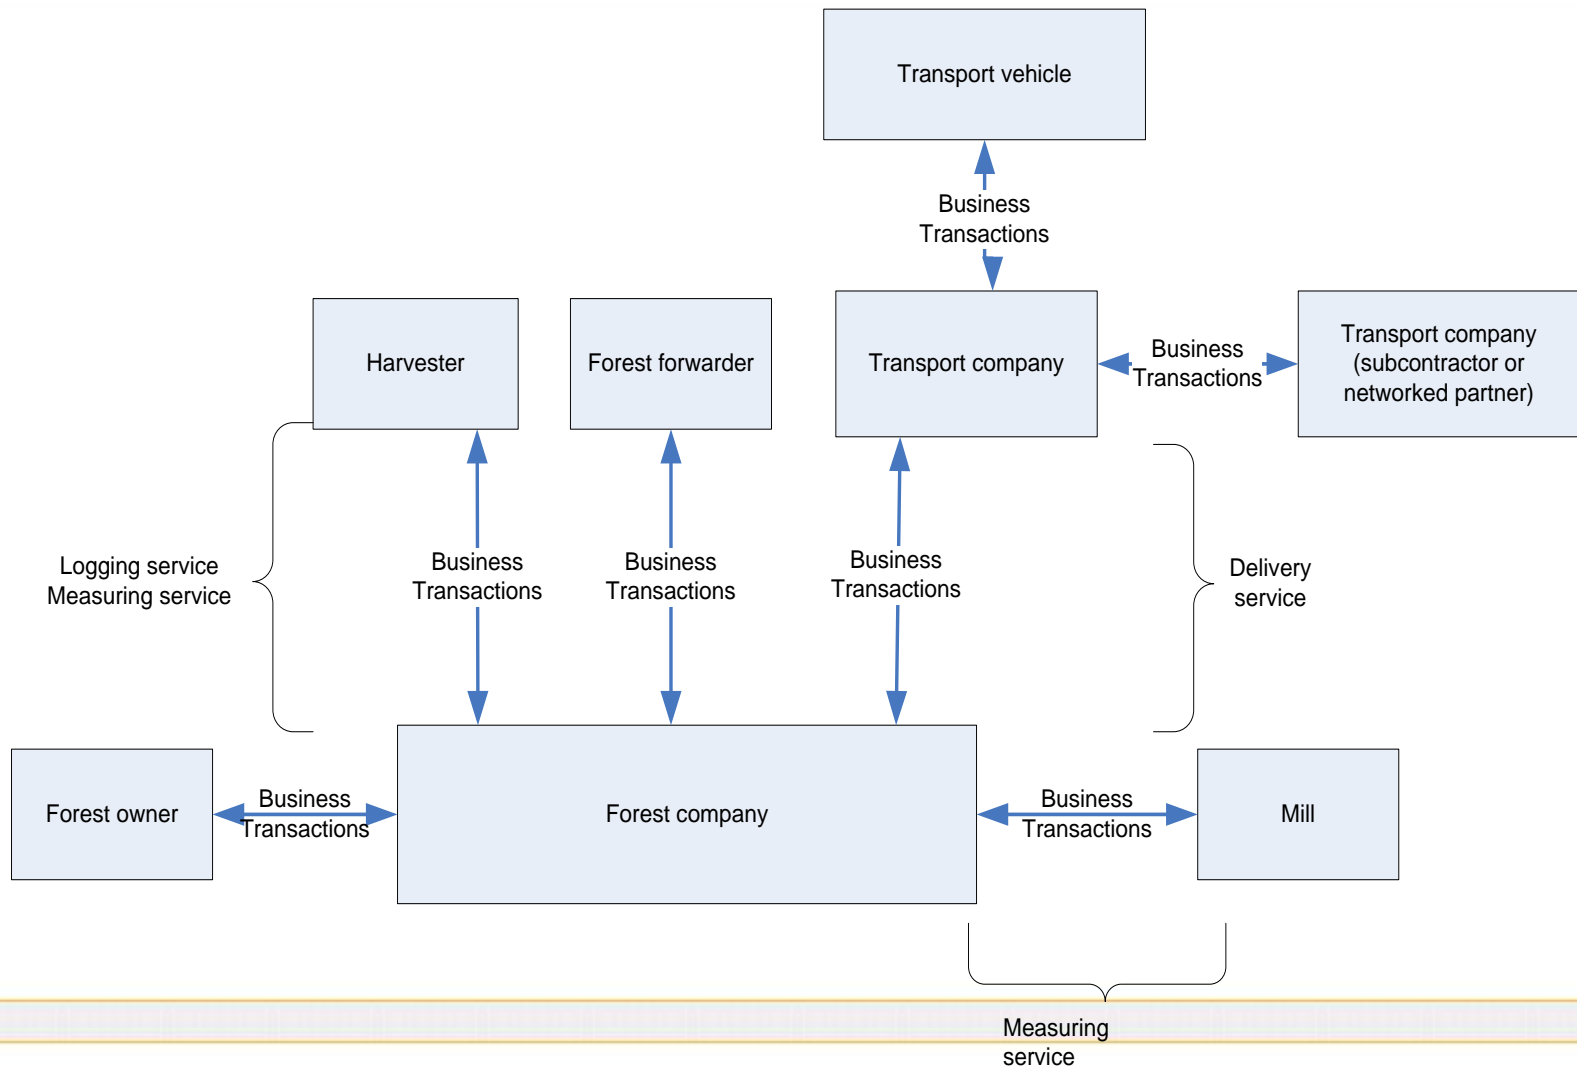 Transport vehicle
Business
Transactions
Harvester
Forest forwarder
Transport company
Business
Transactions
Transport company
(subcontractor or
networked partner)
Logging service
Measuring service
Business
Transactions
Business
Transactions
Business
Transactions
Delivery
service
Forest owner
Business
Transactions
Forest company
Business
Transactions
Mill
Measuring
service